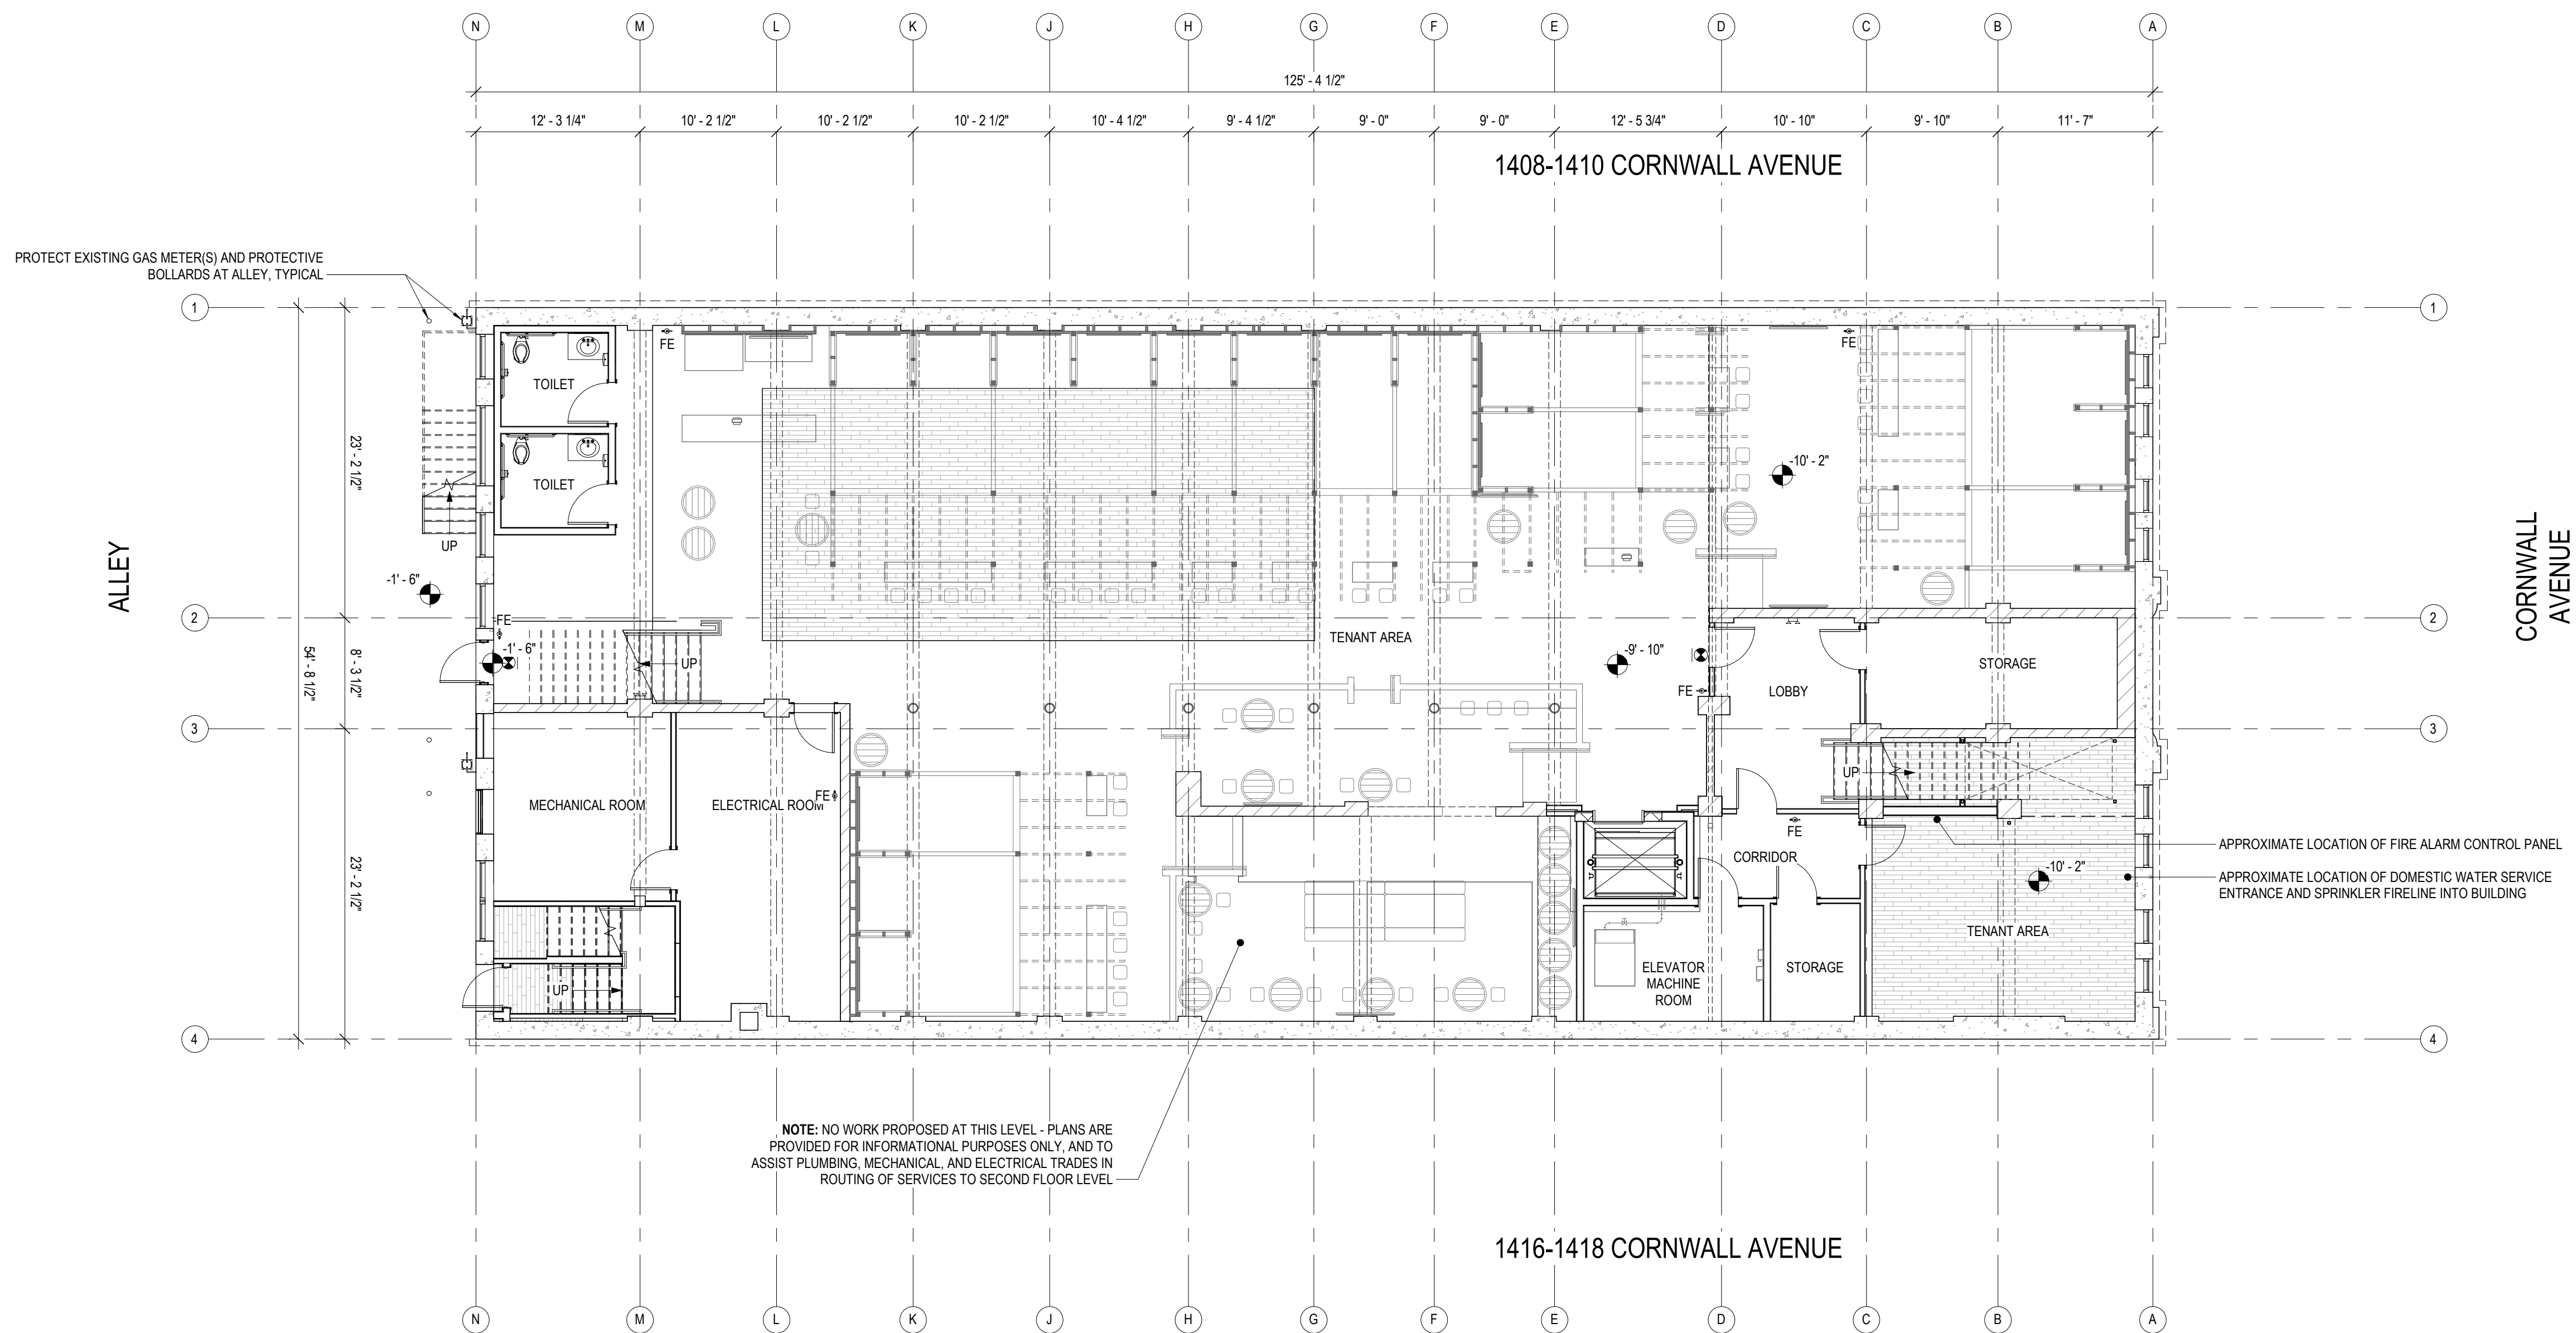 N M L K J H G F E D C B A
125' - 4 1/2"
12' - 3 1/4" 10' - 2 1/2" 10' - 2 1/2" 10' - 2 1/2" 10' - 4 1/2" 9' - 4 1/2" 9' - 0" 9' - 0" 12' - 5 3/4" 10' - 10" 9' - 10" 11' - 7"
1408-1410 CORNWALL AVENUE
PROTECT EXISTING GAS METER(S) AND PROTECTIVE
BOLLARDS AT ALLEY, TYPICAL
1
1
FE
FE
TOILET
TOILET
23' - 2 1/2"
-10' - 2"
UP
ALLEY
CORNWALL
AVENUE
-1' - 6"
2
FE
2
TENANT AREA
-1' - 6"
UP
-9' - 10"
8' - 3 1/2"
54' - 8 1/2"
STORAGE
LOBBY
FE
3
3
UP
MECHANICAL ROOM
ELECTRICAL ROOM
FE
FE
23' - 2 1/2"
APPROXIMATE LOCATION OF FIRE ALARM CONTROL PANEL
CORRIDOR
-10' - 2"
APPROXIMATE LOCATION OF DOMESTIC WATER SERVICE
ENTRANCE AND SPRINKLER FIRELINE INTO BUILDING
TENANT AREA
UP
ELEVATOR
MACHINE
ROOM
STORAGE
4
4
NOTE: NO WORK PROPOSED AT THIS LEVEL - PLANS ARE
PROVIDED FOR INFORMATIONAL PURPOSES ONLY, AND TO
ASSIST PLUMBING, MECHANICAL, AND ELECTRICAL TRADES IN
ROUTING OF SERVICES TO SECOND FLOOR LEVEL
1416-1418 CORNWALL AVENUE
N M L K J H G F E D C B A